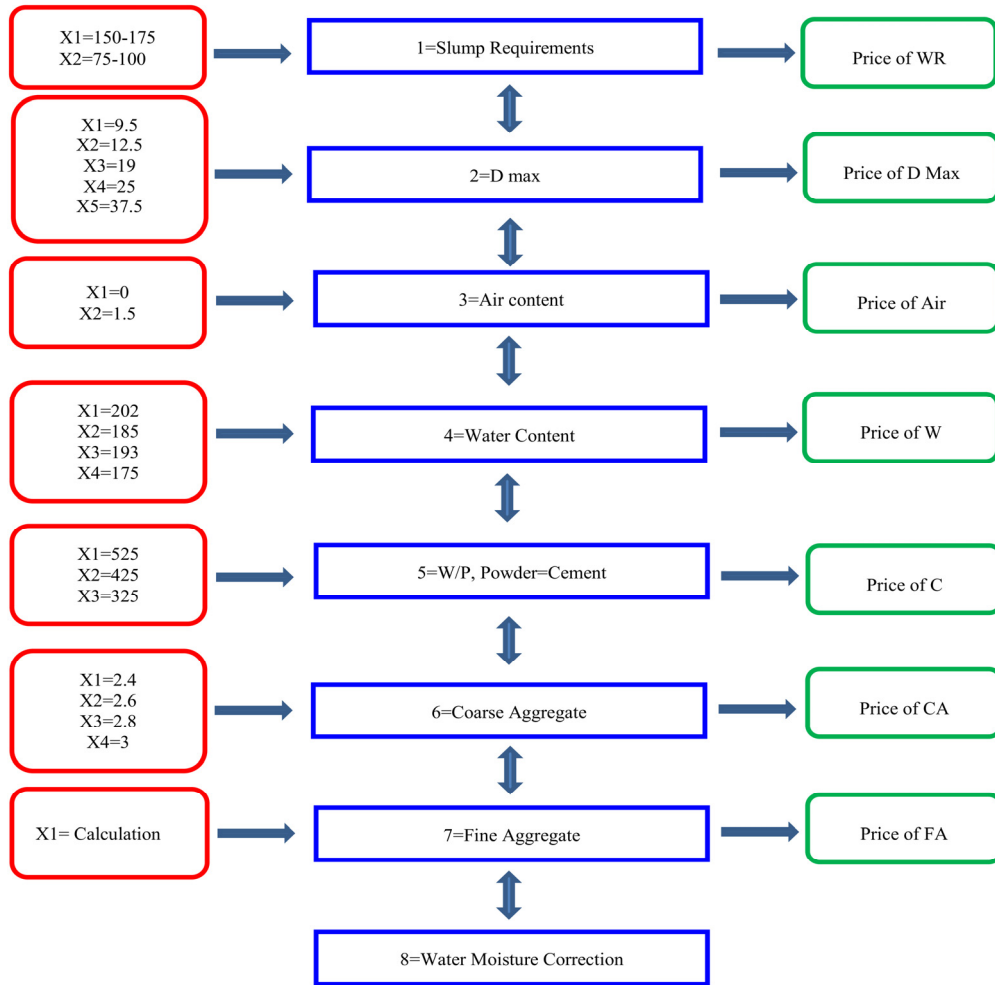 X1=150-175
X2=75-100
1=Slump Requirements
Price of WR
X1=9.5
X2=12.5
X3=19
X4=25
X5=37.5
2=D max
Price of D Max
X1=0
X2=1.5
3=Air content
Price of Air
X1=202
X2=185
X3=193
X4=175
4=Water Content
Price of W
X1=525
X2=425
X3=325
5=W/P, Powder=Cement
Price of C
X1=2.4
X2=2.6
X3=2.8
X4=3
6=Coarse Aggregate
Price of CA
X1= Calculation
7=Fine Aggregate
Price of FA
8=Water Moisture Correction